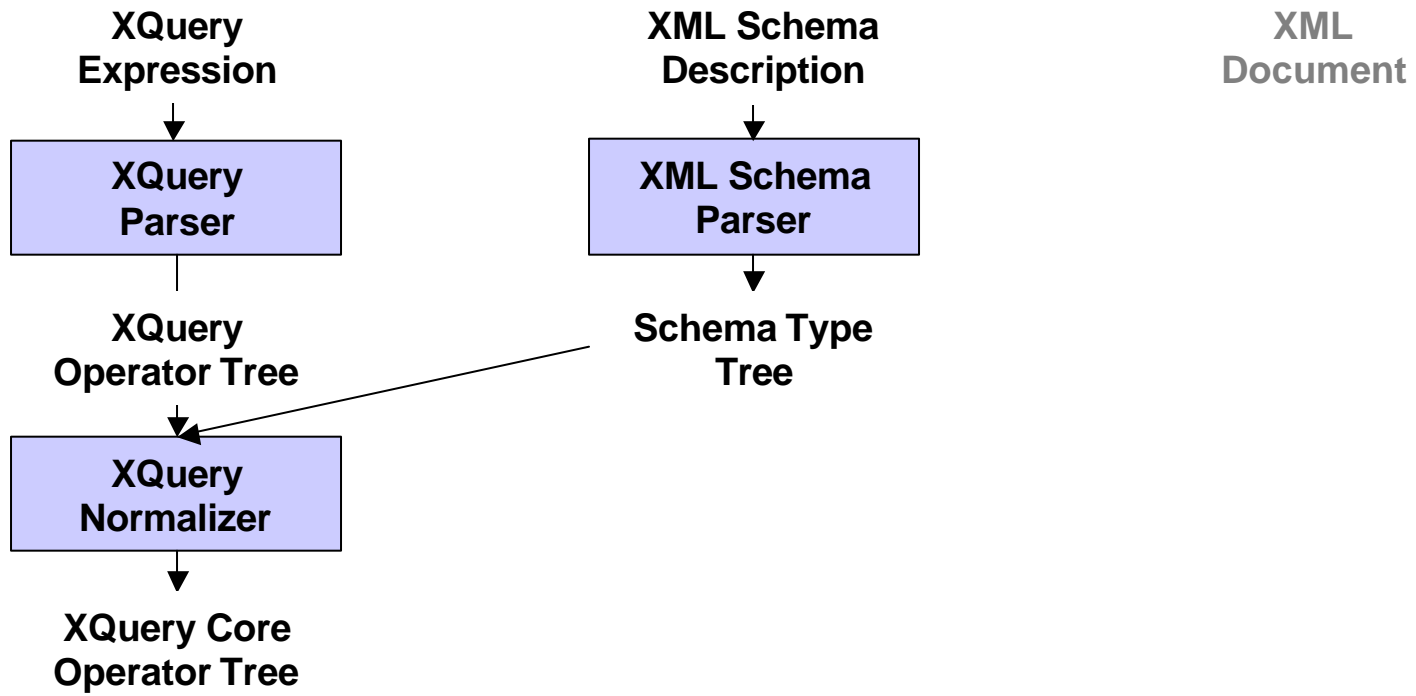 XQuery
Expression
XML Schema
Description
XML
Document
XQuery
Parser
XML Schema
Parser
XQuery
Operator Tree
Schema Type
Tree
XQuery
Normalizer
XQuery Core
Operator Tree